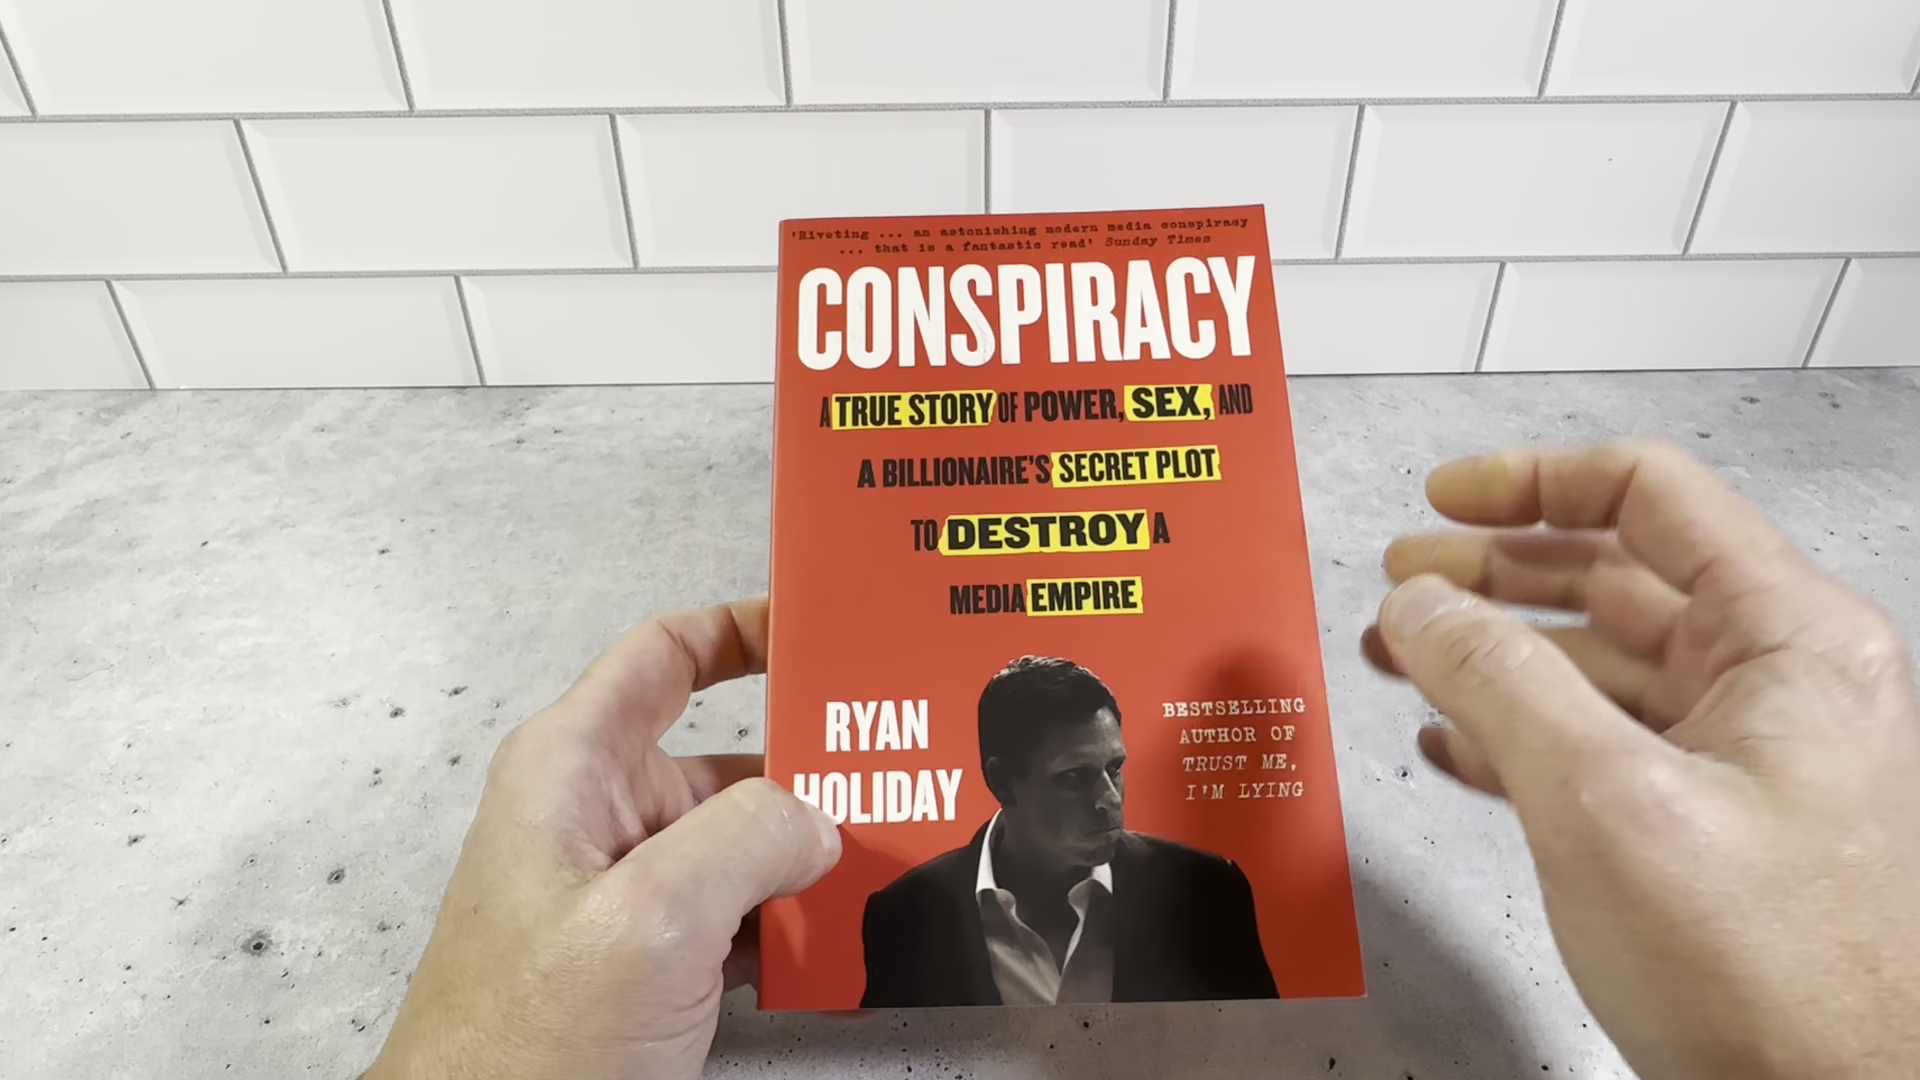 'Riveting ... an astonishing modern media conspiracy
... that is a fantastic read' Sunday Times
CONSPIRACY
A TRUE STORY OF POWER, SEX, AND
A BILLIONAIRE'S SECRET PLOT
TO DESTROY A
MEDIA EMPIRE
RYAN
HOLIDAY
BESTSELLING
AUTHOR OF
TRUST ME,
I'M LYING